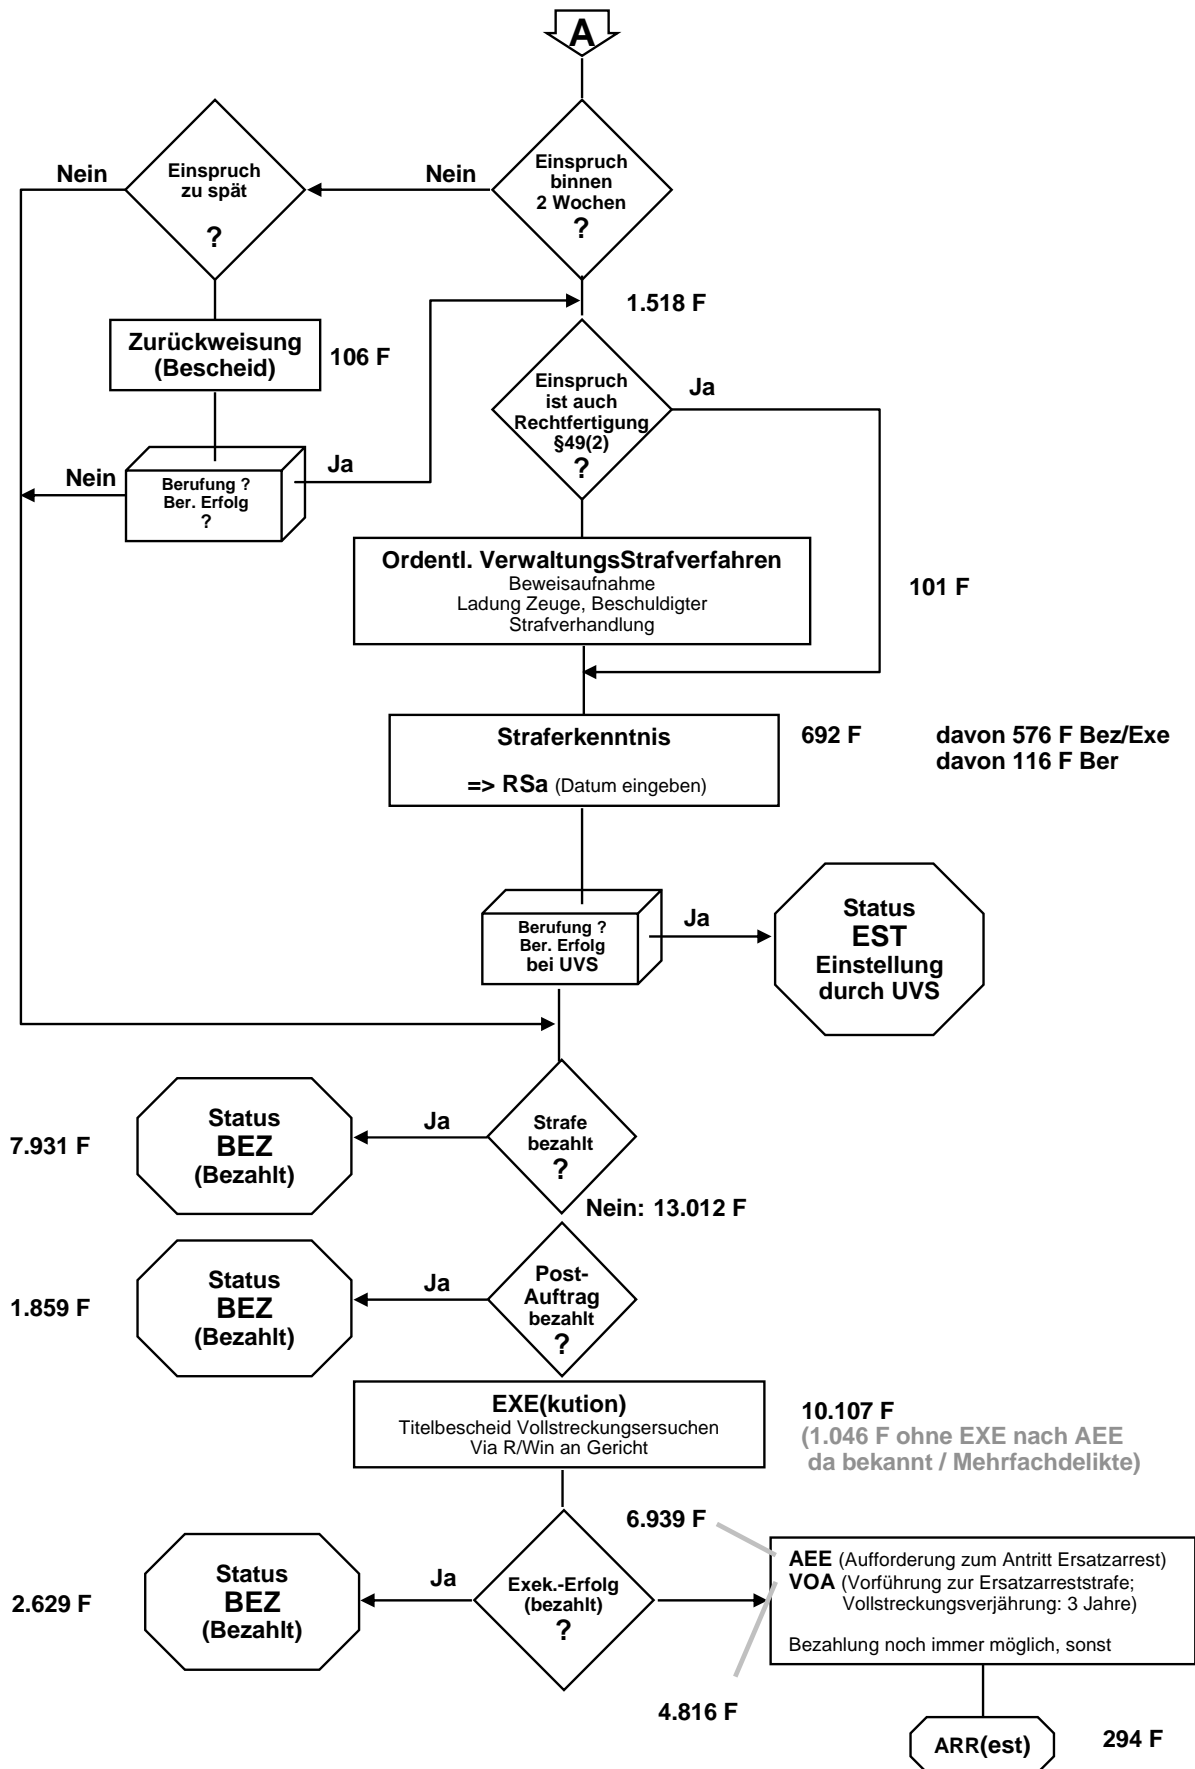 A
Nein
Einspruch
zu spät
?
Nein
Einspruch
binnen
2 Wochen
?
1.518 F
Zurückweisung
(Bescheid)
106 F
Einspruch
ist auch
Rechtfertigung
§49(2)
?
Ja
Nein
Berufung ?
Ber. Erfolg
?
Ja
Ordentl. VerwaltungsStrafverfahren
Beweisaufnahme
Ladung Zeuge, Beschuldigter
Strafverhandlung
101 F
Straferkenntnis
=> RSa (Datum eingeben)
692 F
davon 576 F Bez/Exe
davon 116 F Ber
Berufung ?
Ber. Erfolg
bei UVS
Ja
Status
EST
Einstellung
durch UVS
7.931 F
Status
BEZ
(Bezahlt)
Ja
Strafe
bezahlt
?
Nein: 13.012 F
1.859 F
Status
BEZ
(Bezahlt)
Ja
Post-
Auftrag
bezahlt
?
EXE(kution)
Titelbescheid Vollstreckungsersuchen
Via R/Win an Gericht
10.107 F
(1.046 F ohne EXE nach AEE
da bekannt / Mehrfachdelikte)
6.939 F
2.629 F
Status
BEZ
(Bezahlt)
Ja
Exek.-Erfolg
(bezahlt)
?
AEE (Aufforderung zum Antritt Ersatzarrest)
VOA (Vorführung zur Ersatzarreststrafe;
Vollstreckungsverjährung: 3 Jahre)
Bezahlung noch immer möglich, sonst
4.816 F
ARR(est)
294 F